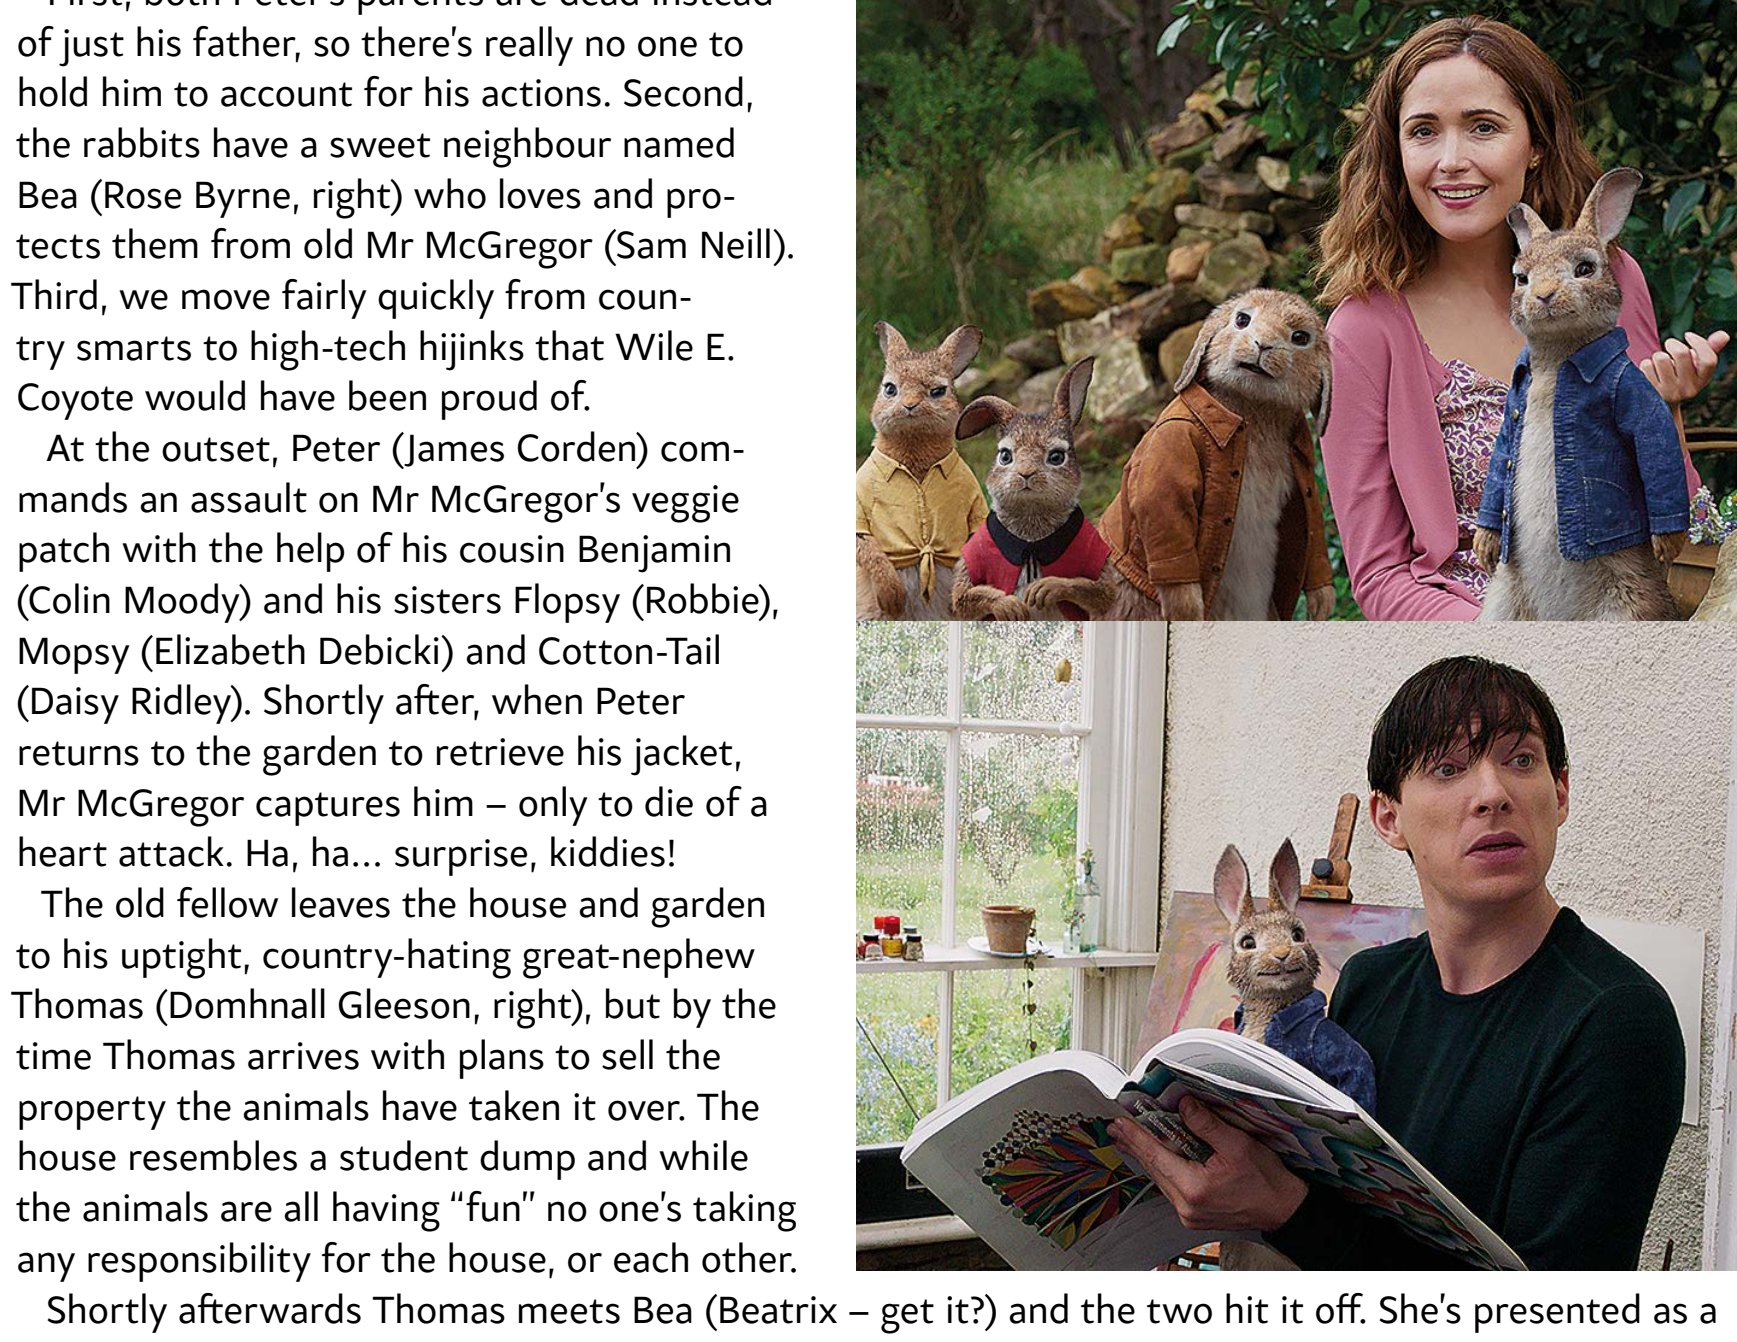 First, both Peter's parents are dead instead
of just his father, so there's really no one to
hold him to account for his actions. Second,
the rabbits have a sweet neighbour named
Bea (Rose Byrne, right) who loves and pro-
tects them from old Mr McGregor (Sam Neill).
Third, we move fairly quickly from coun-
try smarts to high-tech hijinks that Wile E.
Coyote would have been proud of.
At the outset, Peter (James Corden) com-
mands an assault on Mr McGregor's veggie
patch with the help of his cousin Benjamin
(Colin Moody) and his sisters Flopsy (Robbie),
Mopsy (Elizabeth Debicki) and Cotton-Tail
(Daisy Ridley). Shortly after, when Peter
returns to the garden to retrieve his jacket,
Mr McGregor captures him – only to die of a
heart attack. Ha, ha... surprise, kiddies!
The old fellow leaves the house and garden
to his uptight, country-hating great-nephew
Thomas (Domhnall Gleeson, right), but by the
time Thomas arrives with plans to sell the
property the animals have taken it over. The
house resembles a student dump and while
the animals are all having “fun” no one's taking
any responsibility for the house, or each other.
Shortly afterwards Thomas meets Bea (Beatrix – get it?) and the two hit it off. She's presented as a